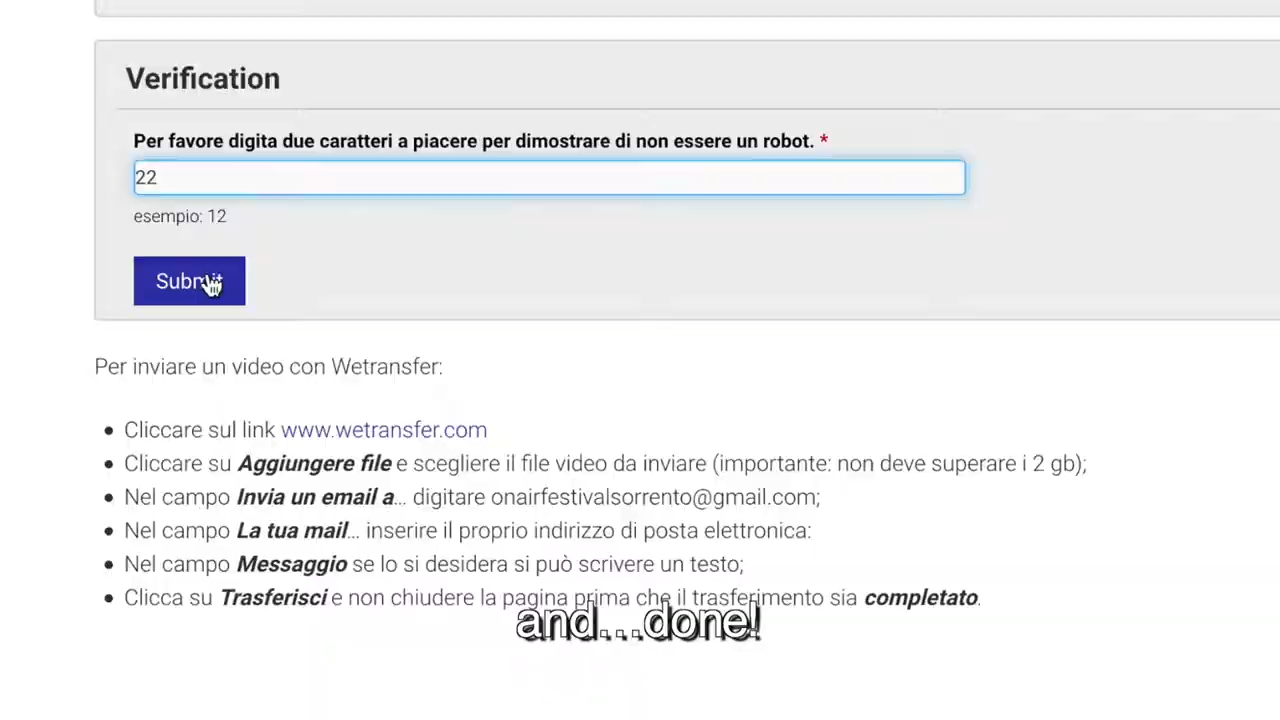 Verification
Per favore digita due caratteri a piacere per dimostrare di non essere un robot. *
22
esempio: 12
Submit
Per inviare un video con Wetransfer:
Cliccare sul link www.wetransfer.com
Cliccare su Aggiungere file e scegliere il file video da inviare (importante: non deve superare i 2 gb);
Nel campo Invia un email a... digitare onairfestivalsorrento@gmail.com;
Nel campo La tua mail... inserire il proprio indirizzo di posta elettronica:
Nel campo Messaggio se lo si desidera si può scrivere un testo;
Clicca su Trasferisci e non chiudere la pagina prima che il trasferimento sia completato.
and...done!